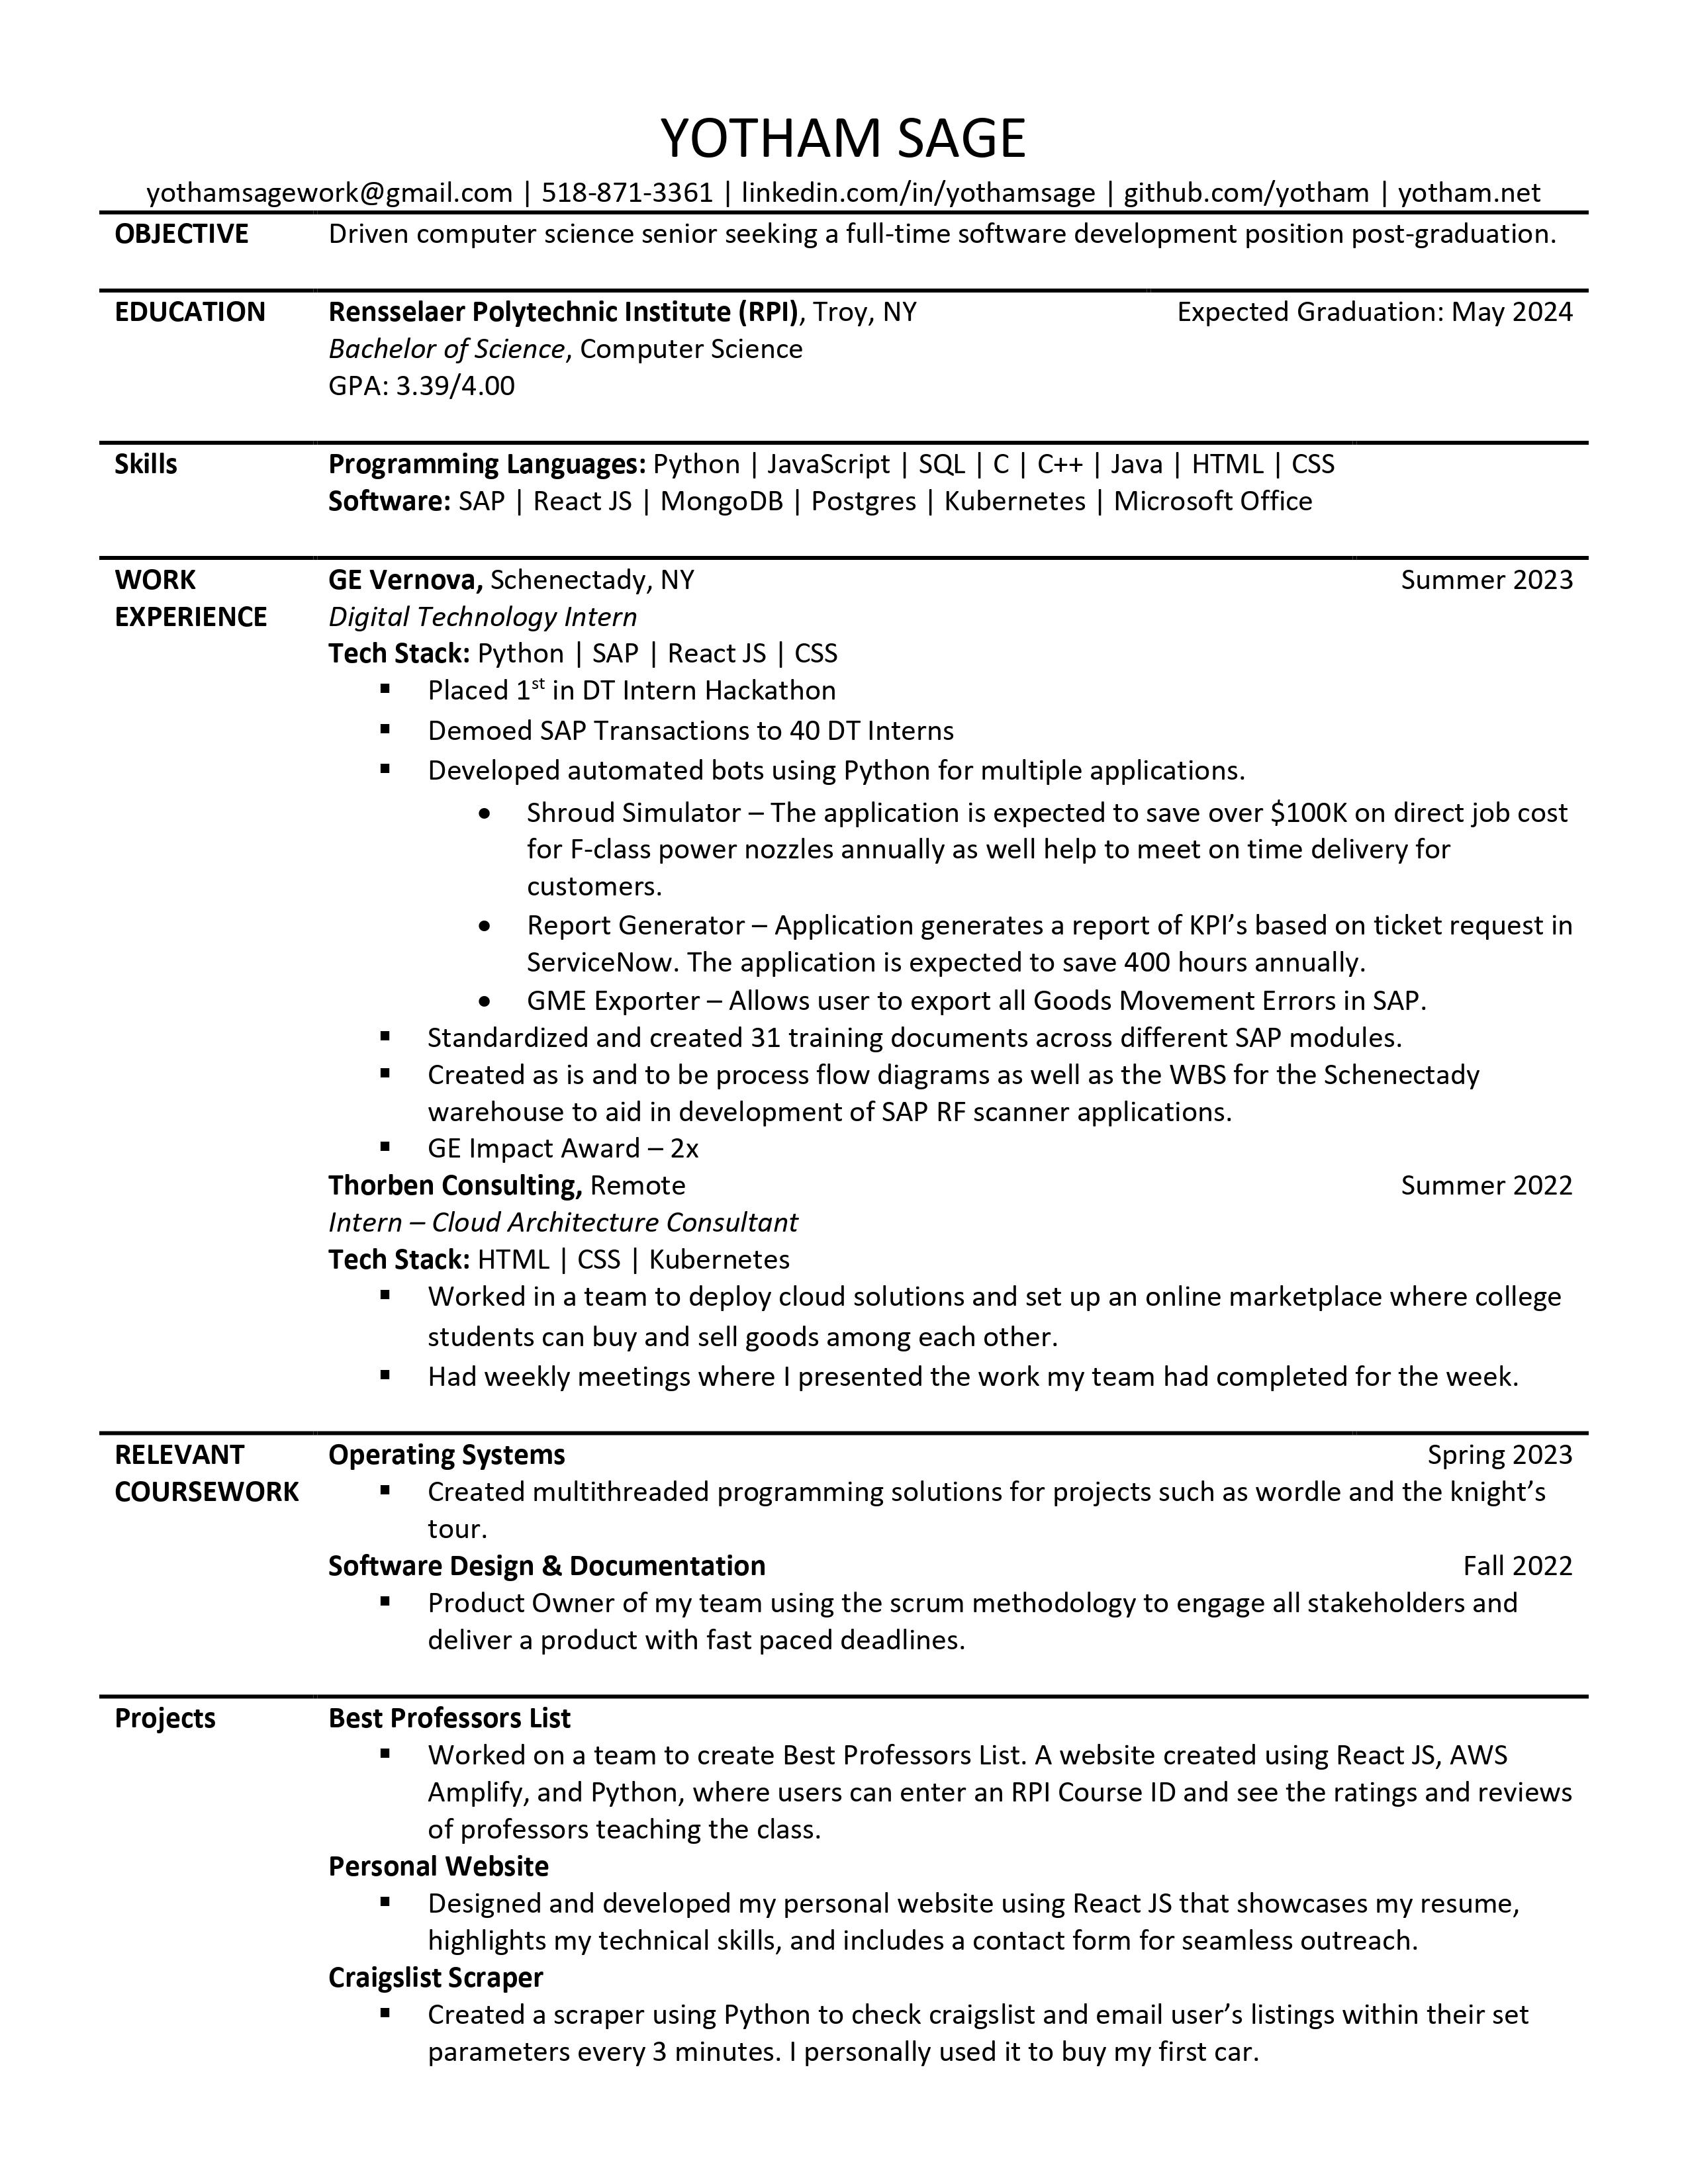 YOTHAM SAGE
yothamsagework@gmail.com | 518-871-3361 | linkedin.com/in/yothamsage | github.com/yotham | yotham.net
OBJECTIVE Driven computer science senior seeking a full-time software development position post-graduation.
EDUCATION Rensselaer Polytechnic Institute (RPI), Troy, NY Expected Graduation: May 2024
Bachelor of Science, Computer Science
GPA: 3.39/4.00
Skills Programming Languages: Python | JavaScript | SQL | C | C++ | Java | HTML | CSS
Software: SAP | React JS | MongoDB | Postgres | Kubernetes | Microsoft Office
WORK EXPERIENCE GE Vernova, Schenectady, NY Summer 2023
Digital Technology Intern
Tech Stack: Python | SAP | React JS | CSS
▪ Placed 1st in DT Intern Hackathon
▪ Demoed SAP Transactions to 40 DT Interns
▪ Developed automated bots using Python for multiple applications.
• Shroud Simulator – The application is expected to save over $100K on direct job cost
for F-class power nozzles annually as well help to meet on time delivery for
customers.
• Report Generator – Application generates a report of KPI’s based on ticket request in
ServiceNow. The application is expected to save 400 hours annually.
• GME Exporter – Allows user to export all Goods Movement Errors in SAP.
▪ Standardized and created 31 training documents across different SAP modules.
▪ Created as is and to be process flow diagrams as well as the WBS for the Schenectady
warehouse to aid in development of SAP RF scanner applications.
▪ GE Impact Award – 2x
Thorben Consulting, Remote Summer 2022
Intern – Cloud Architecture Consultant
Tech Stack: HTML | CSS | Kubernetes
▪ Worked in a team to deploy cloud solutions and set up an online marketplace where college
students can buy and sell goods among each other.
▪ Had weekly meetings where I presented the work my team had completed for the week.
RELEVANT COURSEWORK Operating Systems Spring 2023
▪ Created multithreaded programming solutions for projects such as wordle and the knight’s
tour.
Software Design & Documentation Fall 2022
▪ Product Owner of my team using the scrum methodology to engage all stakeholders and
deliver a product with fast paced deadlines.
Projects Best Professors List
▪ Worked on a team to create Best Professors List. A website created using React JS, AWS
Amplify, and Python, where users can enter an RPI Course ID and see the ratings and reviews
of professors teaching the class.
Personal Website
▪ Designed and developed my personal website using React JS that showcases my resume,
highlights my technical skills, and includes a contact form for seamless outreach.
Craigslist Scraper
▪ Created a scraper using Python to check craigslist and email user’s listings within their set
parameters every 3 minutes. I personally used it to buy my first car.